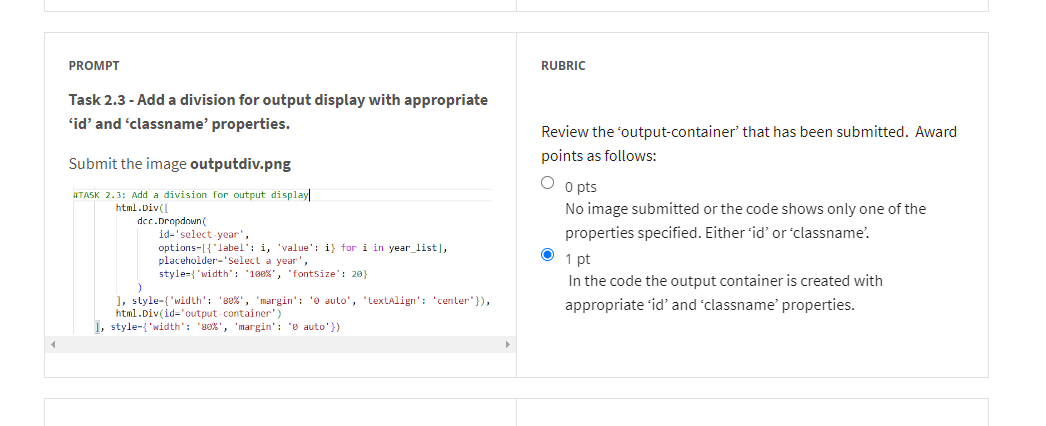 PROMPT
Task 2.3 - Add a division for output display with appropriate
‘id’ and ‘classname’ properties.
Submit the image outputdiv.png
#TASK 2.3: Add a division for output display
html.Div([
dcc.Dropdown(
id='select-year',
options=[{'label': i, 'value': i} for i in year_list],
placeholder='Select a year',
style={'width': '100%', 'fontSize': 20}
)
], style={'width': '80%', 'margin': '0 auto', 'textAlign': 'center'}),
html.Div(id='output-container')
], style={'width': '80%', 'margin': '0 auto'})
RUBRIC
Review the ‘output-container’ that has been submitted.  Award
points as follows:
0 pts
No image submitted or the code shows only one of the
properties specified. Either ‘id’ or ‘classname’.
1 pt
In the code the output container is created with
appropriate ‘id’ and ‘classname’ properties.